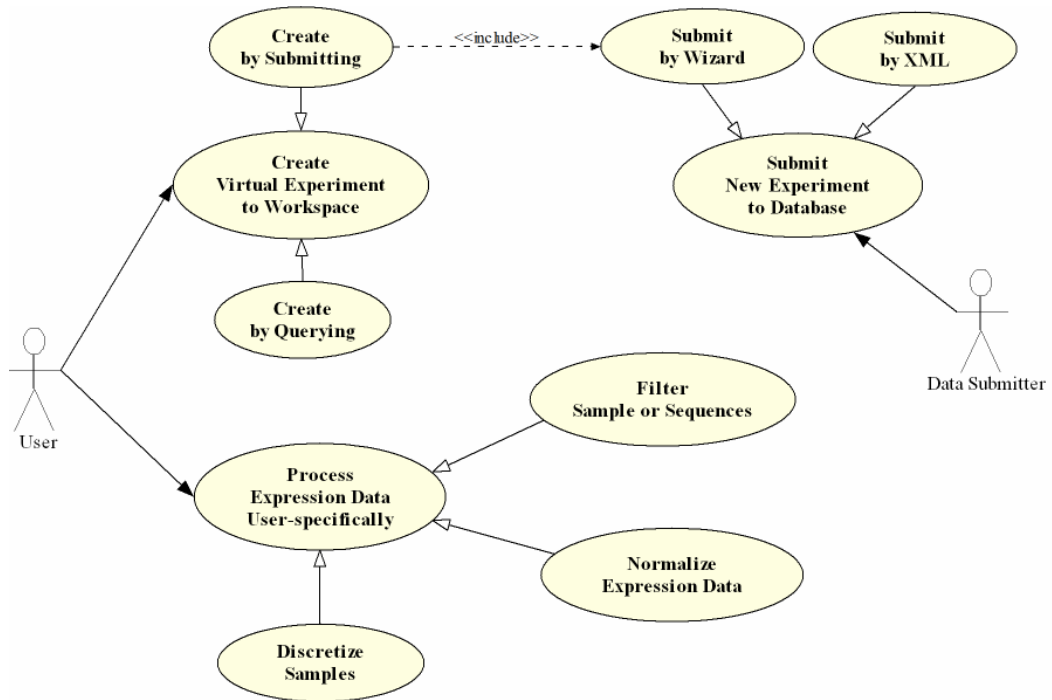 Create
by Submitting
<<include>>
Submit
by Wizard
Submit
by XML
Create
Virtual Experiment
to Workspace
Submit
New Experiment
to Database
Create
by Querying
User
Data Submitter
Filter
Sample or Sequences
Process
Expression Data
User-specifically
Normalize
Expression Data
Discretize
Samples